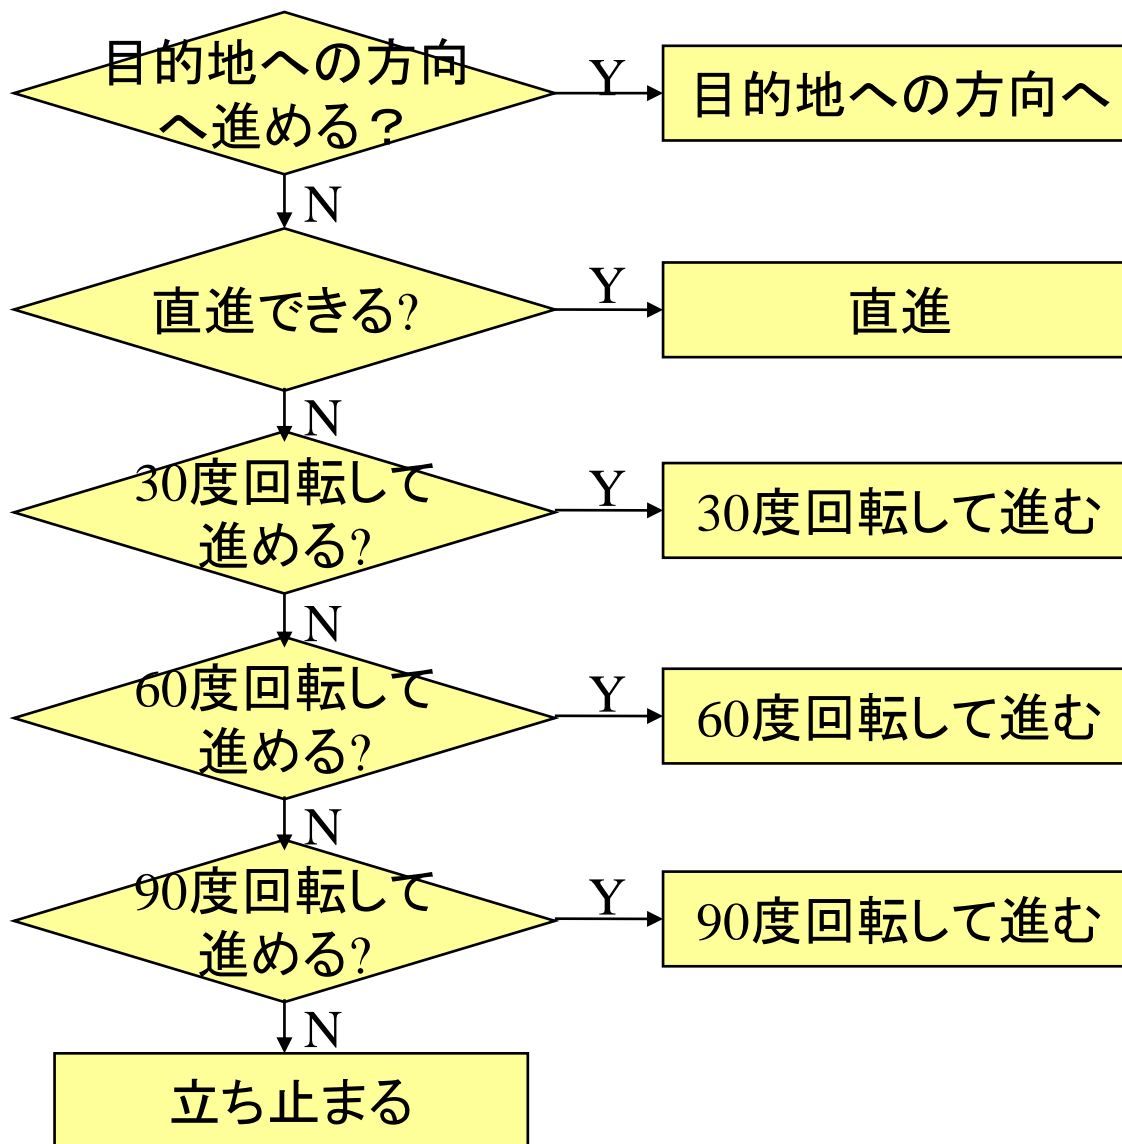 目的地への方向
へ進める？
Y
目的地への方向へ
N
直進できる?
Y
直進
N
30度回転して
進める?
Y
30度回転して進む
N
60度回転して
進める?
Y
60度回転して進む
N
90度回転して
進める?
Y
90度回転して進む
N
立ち止まる